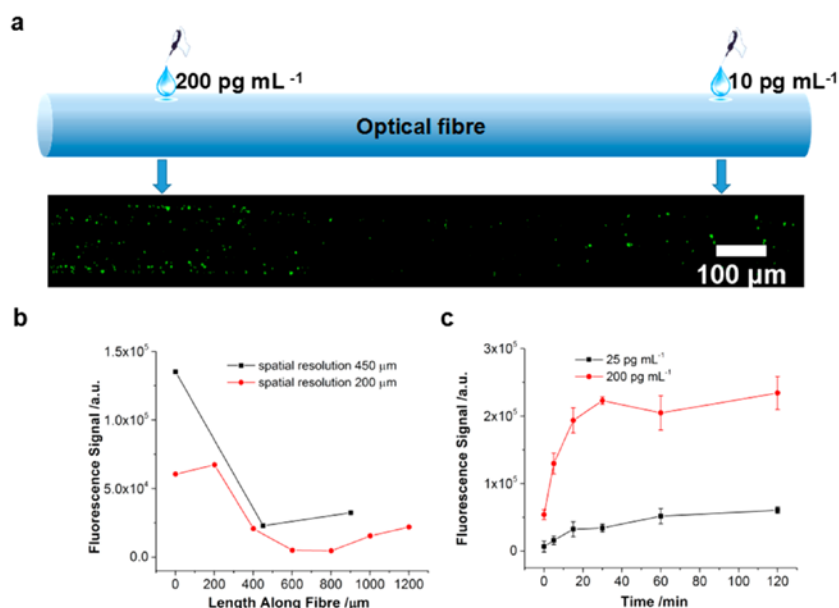 a
200 pg mL⁻¹
10 pg mL⁻¹
Optical fibre
100 µm
b
1.5x10⁵
1.0x10⁵
5.0x10⁴
0.0
Fluorescence Signal /a.u.
spatial resolution 450 µm
spatial resolution 200 µm
0 200 400 600 800 1000 1200
Length Along Fibre /µm
c
3x10⁵
2x10⁵
1x10⁵
0
Fluorescence Signal /a.u.
25 pg mL⁻¹
200 pg mL⁻¹
0 20 40 60 80 100 120
Time /min